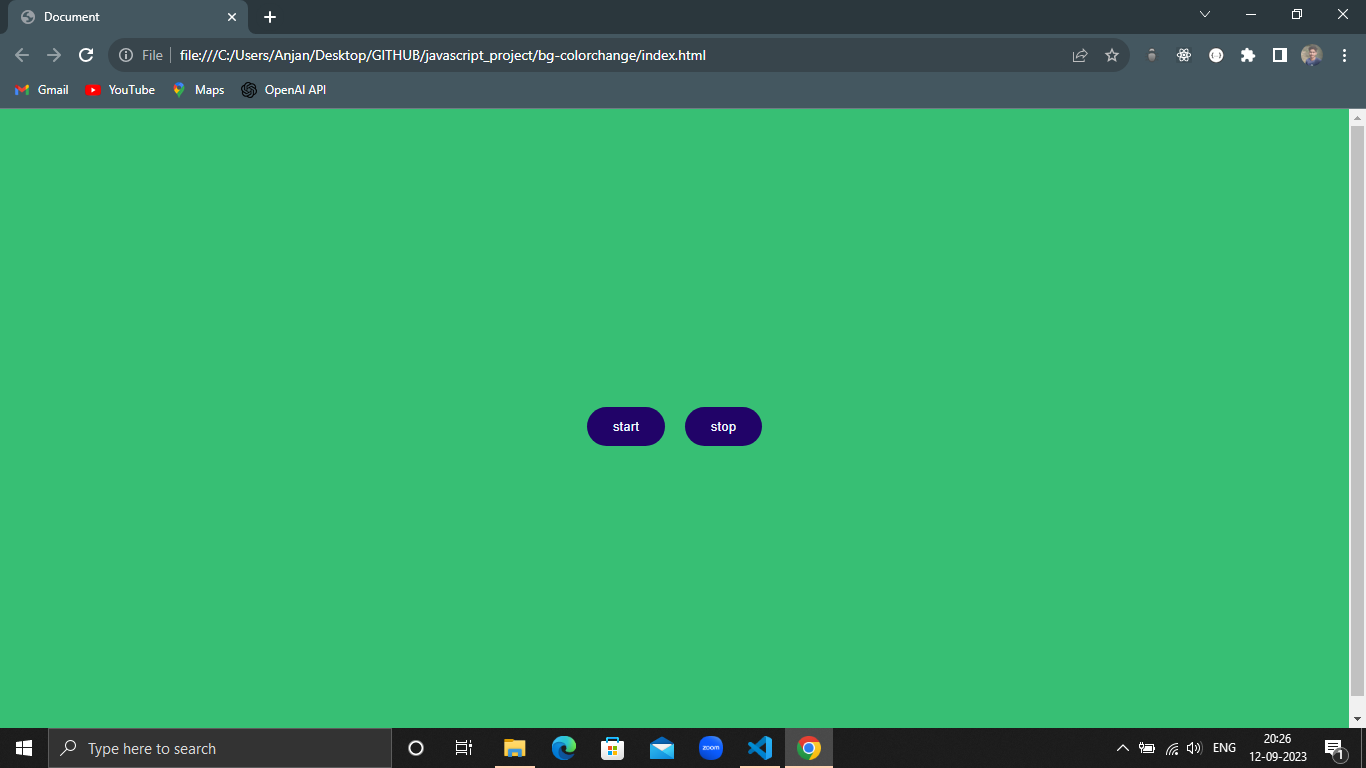 Document
File file:///C:/Users/Anjan/Desktop/GITHUB/javascript_project/bg-colorchange/index.html
Gmail YouTube Maps OpenAI API
start stop
Type here to search zoom ENG 20:26
12-09-2023 1